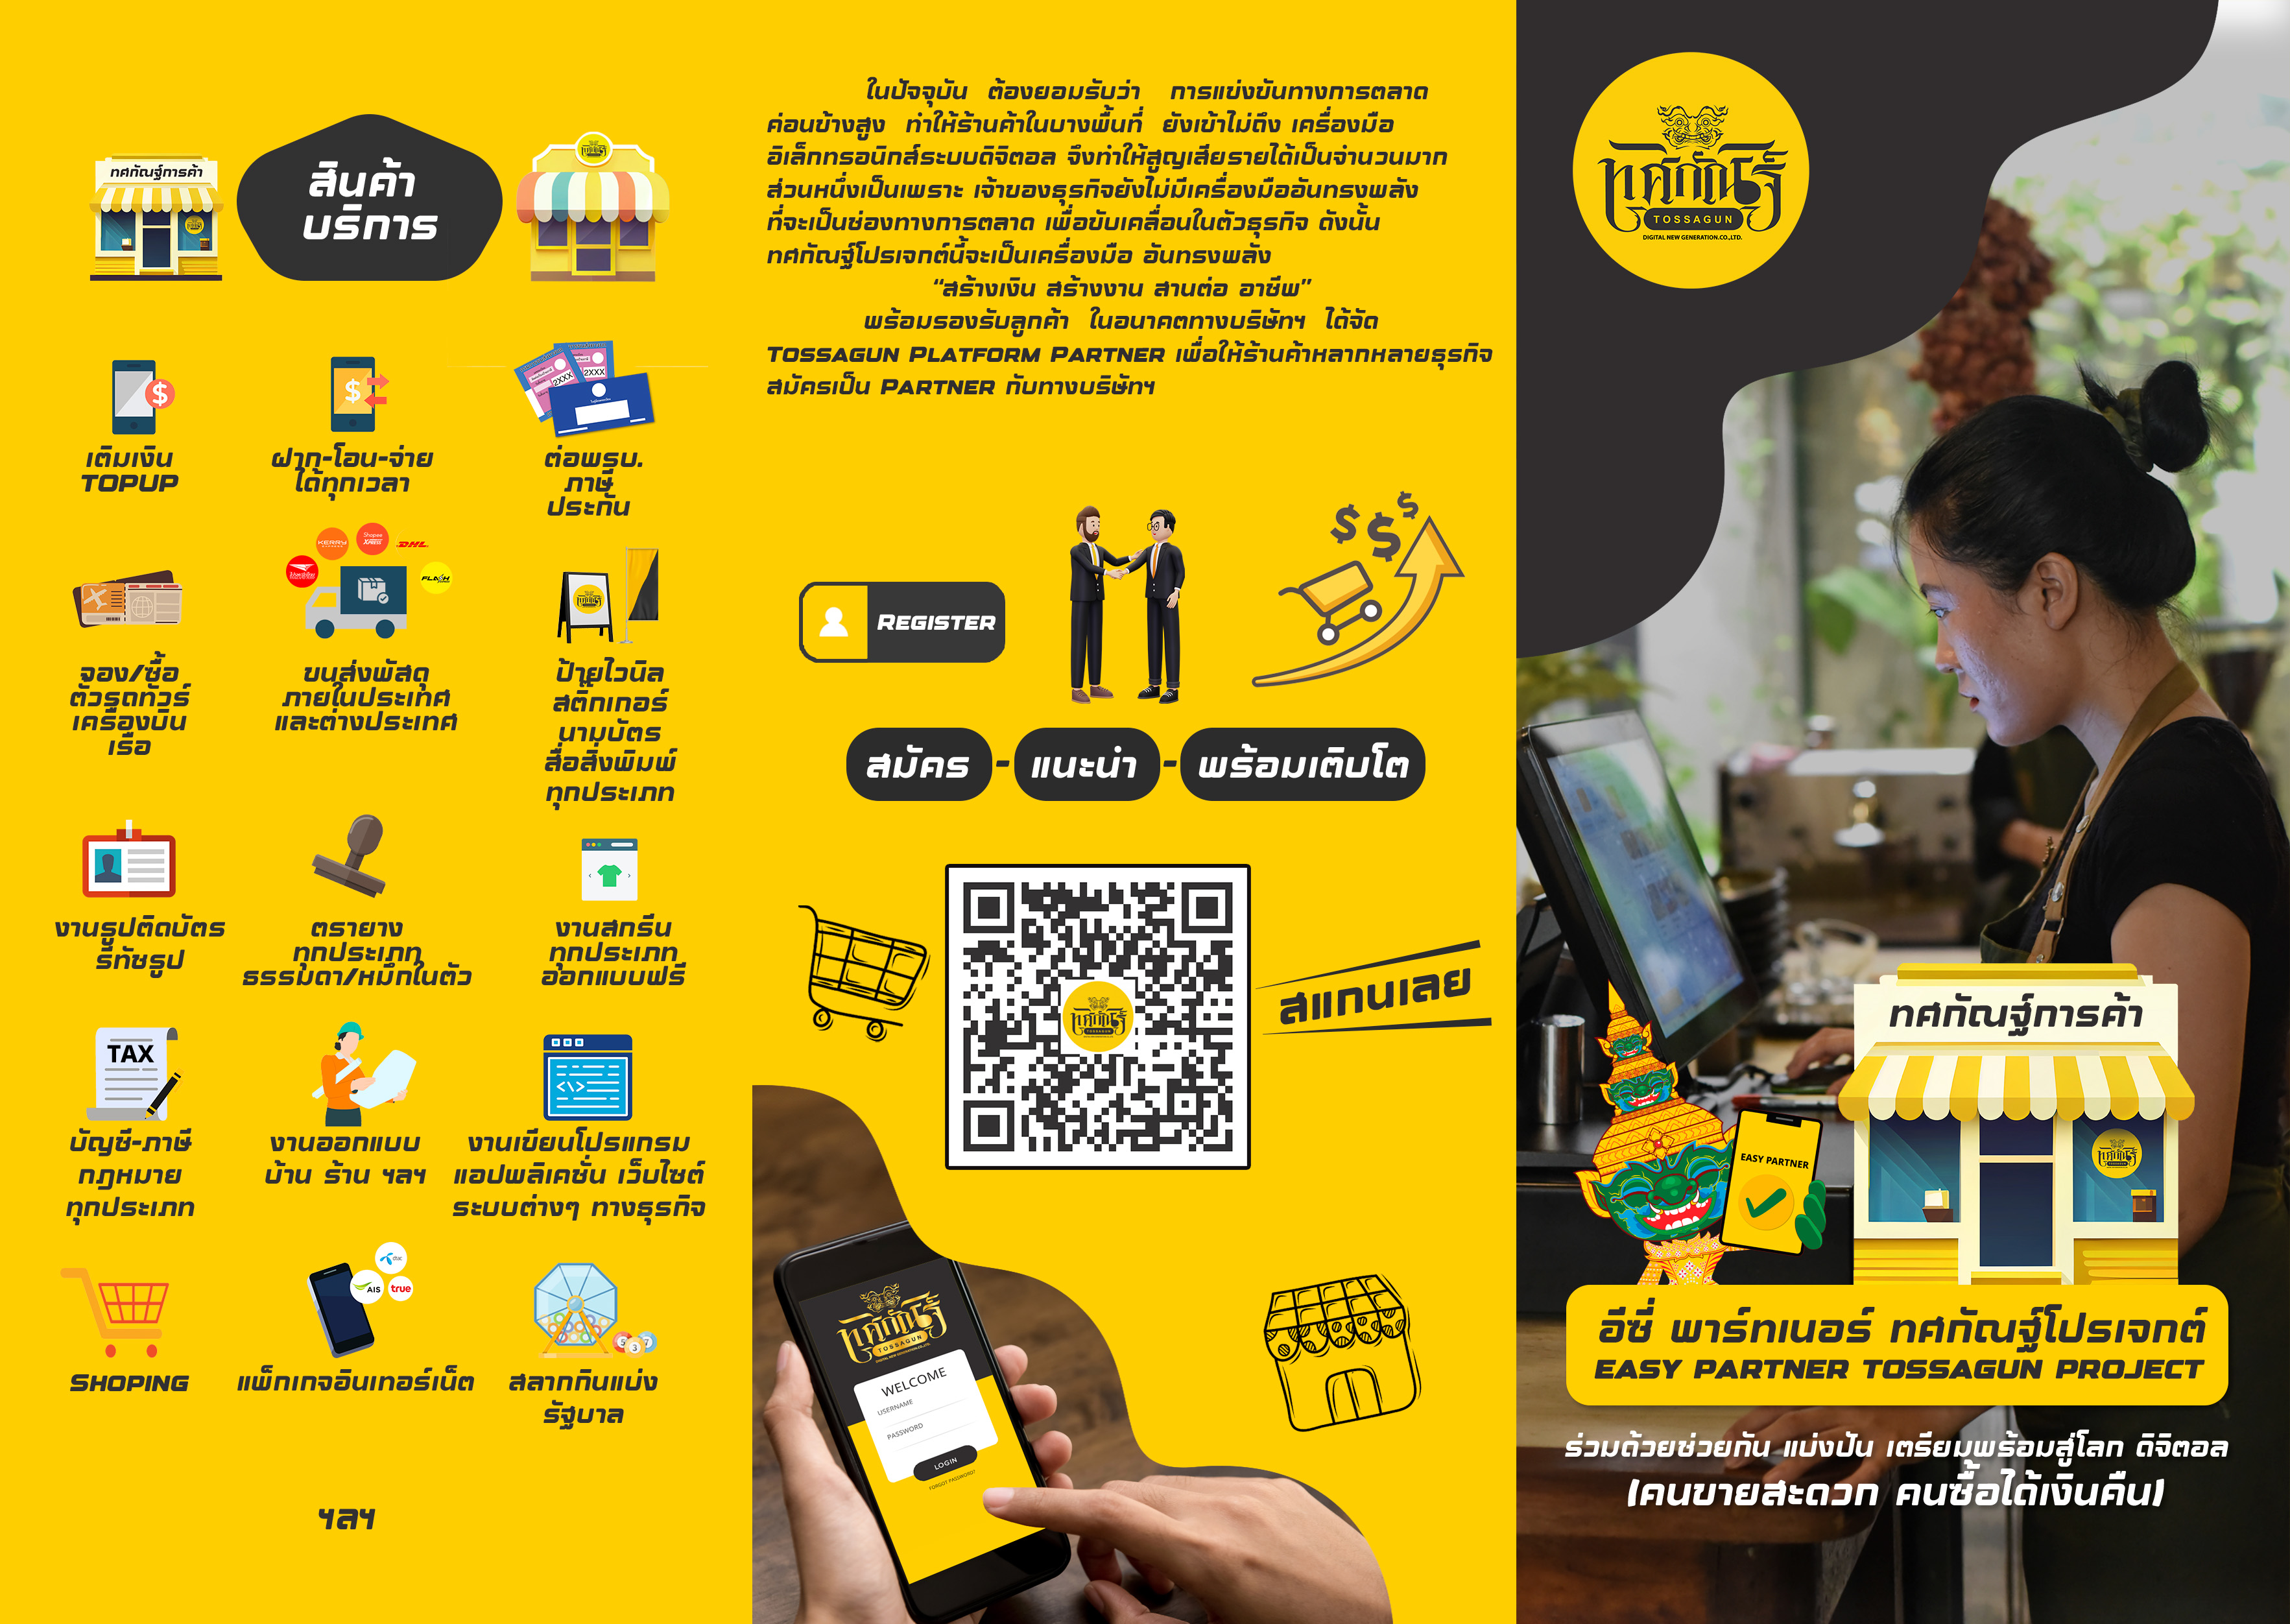 ทศกัณฐ์การค้า
สินค้า
บริการ
เติมเงิน
TOPUP
ฝาก-โอน-จ่าย
ได้ทุกเวลา
2XXX
2XXX
ต่อพรบ.
ภาษี
ประกัน
จอง/ซื้อ
ตั๋วรถทัวร์
เครื่องบิน
เรือ
KERRY
Shopee
XPRESS
DHL
FLASH
ขนส่งพัสดุ
ภายในประเทศ
และต่างประเทศ
ป้ายไวนิล
สติ๊กเกอร์
นามบัตร
สื่อสิ่งพิมพ์
ทุกประเภท
งานรูปติดบัตร
รีทัชรูป
ตรายาง
ทุกประเภท
ธรรมดา/หมึกในตัว
งานสกรีน
ทุกประเภท
ออกแบบฟรี
TAX
บัญชี-ภาษี
กฎหมาย
ทุกประเภท
งานออกแบบ
บ้าน ร้าน ฯลฯ
งานเขียนโปรแกรม
แอปพลิเคชั่น เว็บไซต์
ระบบต่างๆ ทางธุรกิจ
SHOPING
dtac
AIS
true
แพ็กเกจอินเทอร์เน็ต
5 3 7
สลากกินแบ่ง
รัฐบาล
ฯลฯ
ในปัจจุบัน ต้องยอมรับว่า การแข่งขันทางการตลาด
ค่อนข้างสูง ทำให้ร้านค้าในบางพื้นที่ ยังเข้าไม่ถึง เครื่องมือ
อิเล็กทรอนิกส์ระบบดิจิตอล จึงทำให้สูญเสียรายได้เป็นจำนวนมาก
ส่วนหนึ่งเป็นเพราะ เจ้าของธุรกิจยังไม่มีเครื่องมืออันทรงพลัง
ที่จะเป็นช่องทางการตลาด เพื่อขับเคลื่อนในตัวธุรกิจ ดังนั้น
ทศกัณฐ์โปรเจกต์นี้จะเป็นเครื่องมือ อันทรงพลัง
“สร้างเงิน สร้างงาน สานต่อ อาชีพ”
พร้อมรองรับลูกค้า ในอนาคตทางบริษัทฯ ได้จัด
TOSSAGUN PLATFORM PARTNER เพื่อให้ร้านค้าหลากหลายธุรกิจ
สมัครเป็น PARTNER กับทางบริษัทฯ
REGISTER
$ $ $
สมัคร - แนะนำ - พร้อมเติบโต
ทศกัณฐ์
TOSSAGUN
สแกนเลย
ทศกัณฐ์
TOSSAGUN
DIGITAL NEW GENERATION.CO.,LTD.
WELCOME
USERNAME
PASSWORD
LOGIN
FORGOT PASSWORD?
ทศกัณฐ์
TOSSAGUN
DIGITAL NEW GENERATION.CO.,LTD.
ทศกัณฐ์การค้า
EASY PARTNER
ทศกัณฐ์
อีซี่ พาร์ทเนอร์ ทศกัณฐ์โปรเจกต์
EASY PARTNER TOSSAGUN PROJECT
ร่วมด้วยช่วยกัน แบ่งปัน เตรียมพร้อมสู่โลก ดิจิตอล
(คนขายสะดวก คนซื้อได้เงินคืน)